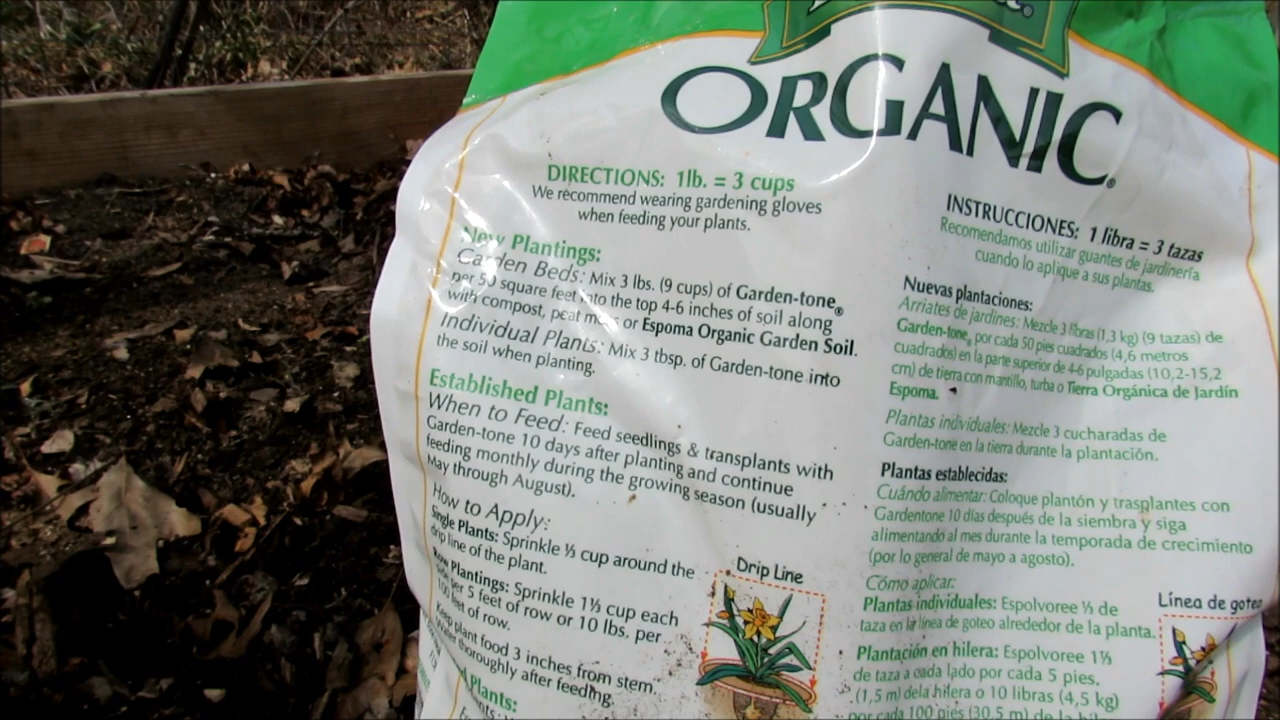 ORGANIC®
DIRECTIONS: 1lb. = 3 cups
We recommend wearing gardening gloves
when feeding your plants.
New Plantings:
Garden Beds: Mix 3 lbs. (9 cups) of Garden-tone®
per 50 square feet into the top 4-6 inches of soil along
with compost, peat moss or Espoma Organic Garden Soil.
Individual Plants: Mix 3 tbsp. of Garden-tone into
the soil when planting.
Established Plants:
When to Feed: Feed seedlings & transplants with
Garden-tone 10 days after planting and continue
feeding monthly during the growing season (usually
May through August).
How to Apply:
Single Plants: Sprinkle ⅓ cup around the
drip line of the plant.
Row Plantings: Sprinkle 1⅓ cup each
side per 5 feet of row or 10 lbs. per
100 feet of row.
Keep plant food 3 inches from stem.
Water thoroughly after feeding.
Plants:
Drip Line
INSTRUCCIONES: 1 libra = 3 tazas
Recomendamos utilizar guantes de jardinería
cuando lo aplique a sus plantas.
Nuevas plantaciones:
Arriates de jardines: Mezcle 3 libras (1,3 kg) (9 tazas) de
Garden-tone® por cada 50 pies cuadrados (4,6 metros
cuadrados) en la parte superior de 4-6 pulgadas (10,2-15,2
cm) de tierra con mantillo, turba o Tierra Orgánica de Jardín
Espoma.
Plantas individuales: Mezcle 3 cucharadas de
Garden-tone en la tierra durante la plantación.
Plantas establecidas:
Cuándo alimentar: Coloque plantón y trasplantes con
Gardentone 10 días después de la siembra y siga
alimentando al mes durante la temporada de crecimiento
(por lo general de mayo a agosto).
Cómo aplicar:
Plantas individuales: Espolvoree ⅓ de
taza en la línea de goteo alrededor de la planta.
Plantación en hilera: Espolvoree 1⅓
de taza a cada lado por cada 5 pies.
(1,5 m) dela hilera o 10 libras (4,5 kg)
por cada 100 pies (30,5 m) de la
Línea de goteo